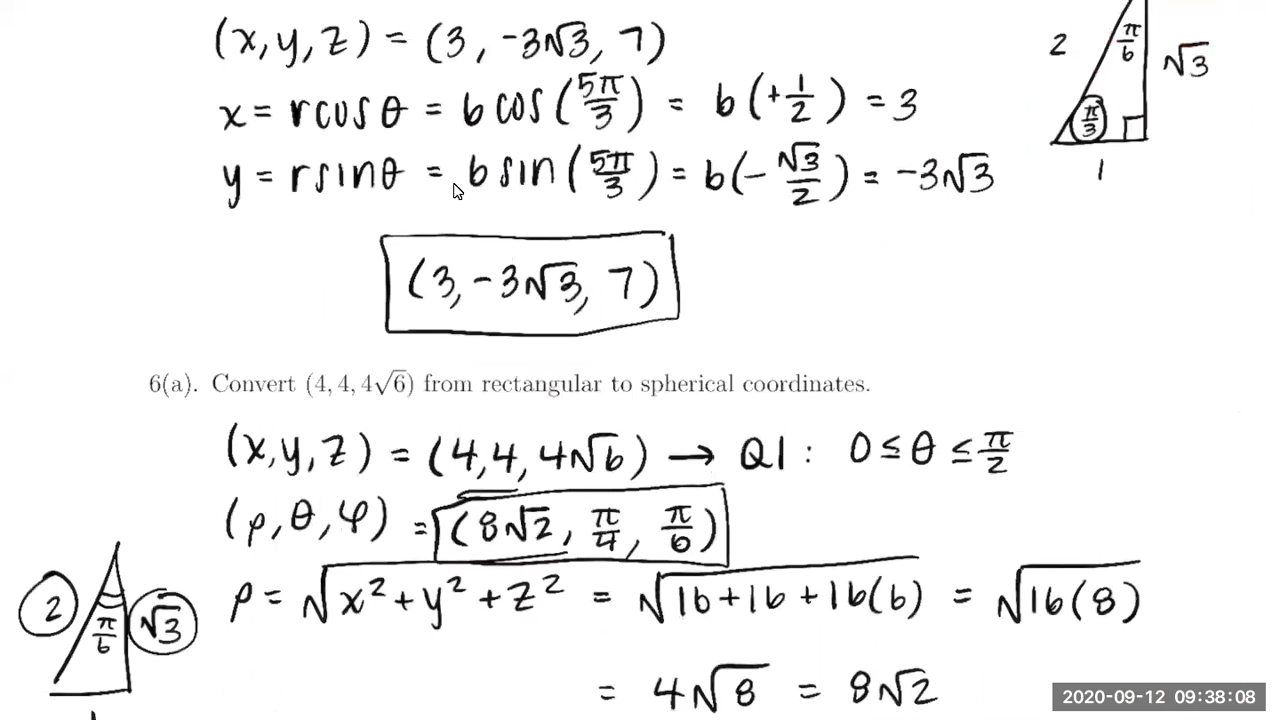 (x, y, z) = (3, -3√3, 7)
x = r cos θ = 6 cos (5π/3) = 6(+1/2) = 3
y = r sin θ = 6 sin (5π/3) = 6(-√3/2) = -3√3
2
π/6
√3
π/3
1
(3, -3√3, 7)
6(a). Convert (4, 4, 4√6) from rectangular to spherical coordinates.
(x, y, z) = (4, 4, 4√6) → Q1 : 0 ≤ θ ≤ π/2
(ρ, θ, φ) = (8√2, π/4, π/6)
ρ = √x² + y² + z² = √16 + 16 + 16(6) = √16(8)
= 4√8 = 8√2
2
π/6
√3
2020-09-12 09:38:08